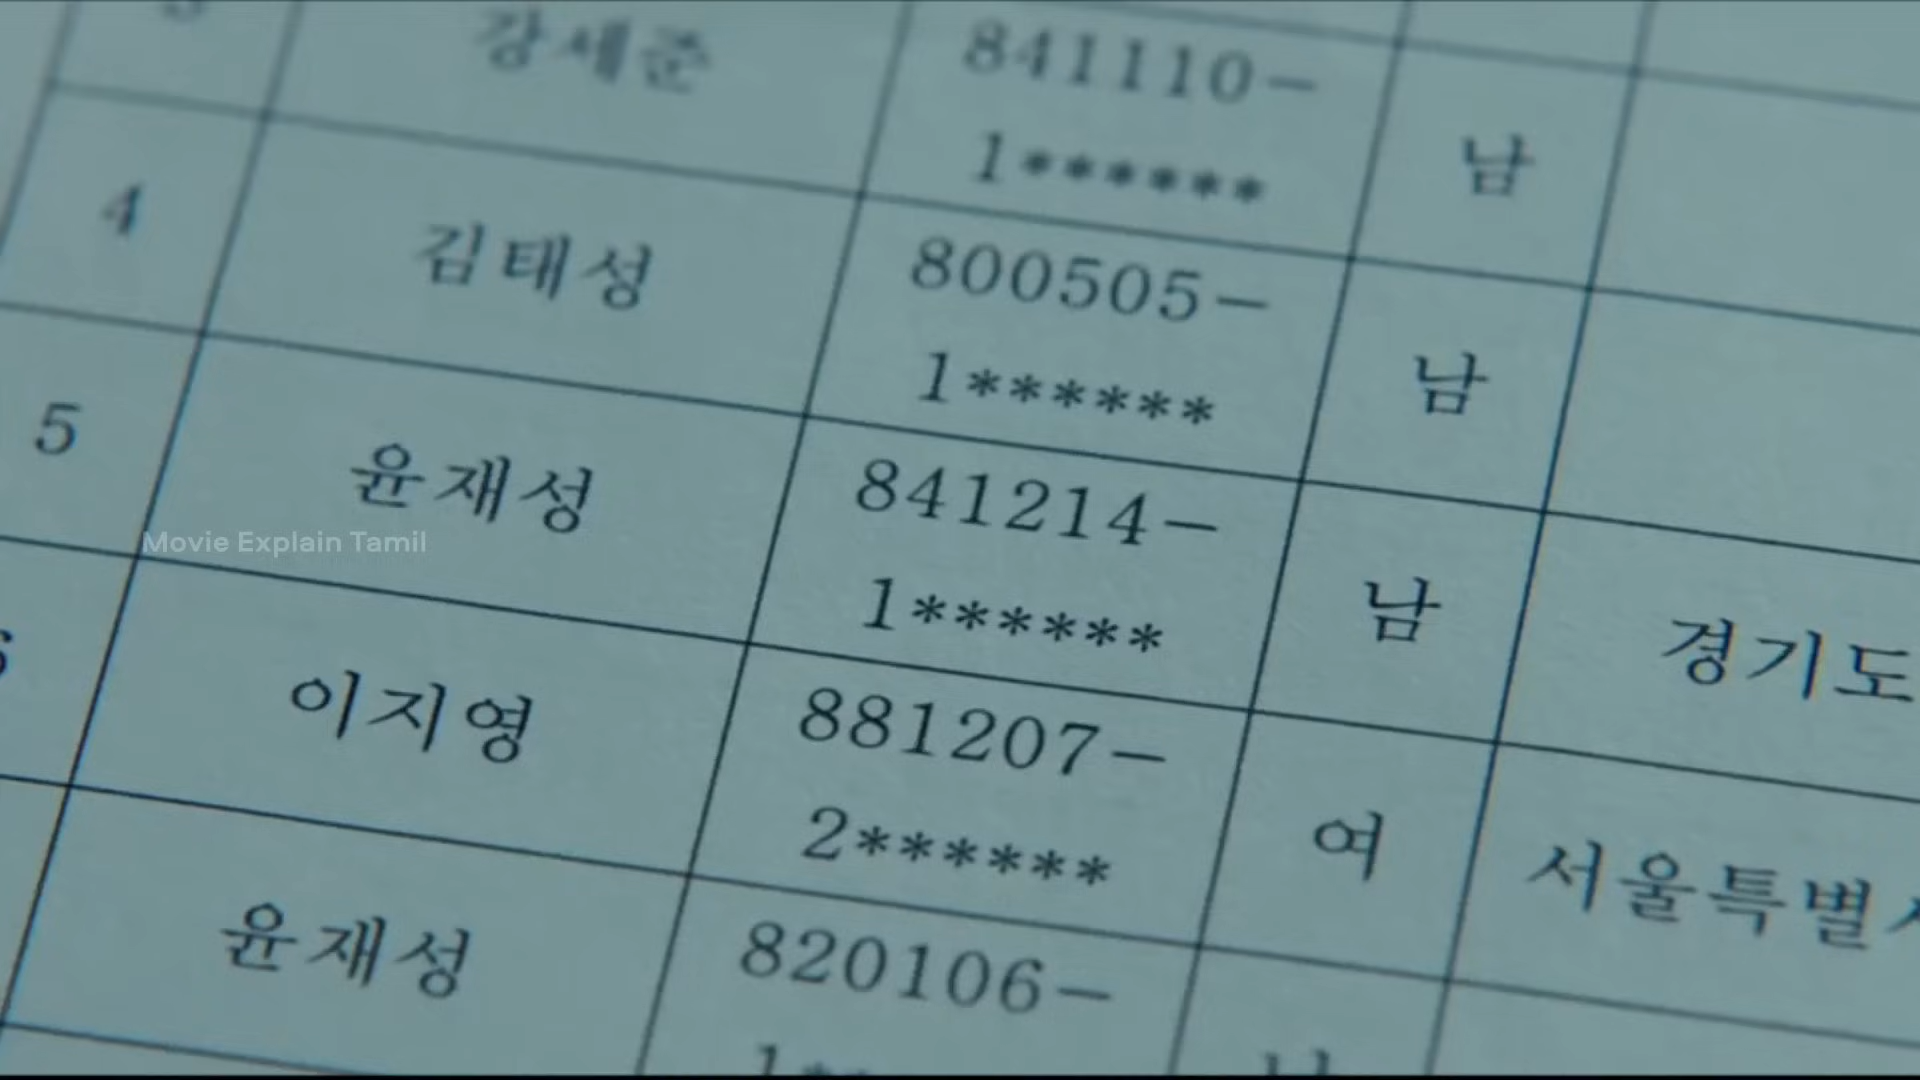 강세준
841110-
1******
남
4
김태성
800505-
1******
남
5
윤재성
841214-
1******
남
경기도
이지영
881207-
2******
여
서울특별시
윤재성
820106-
Movie Explain Tamil